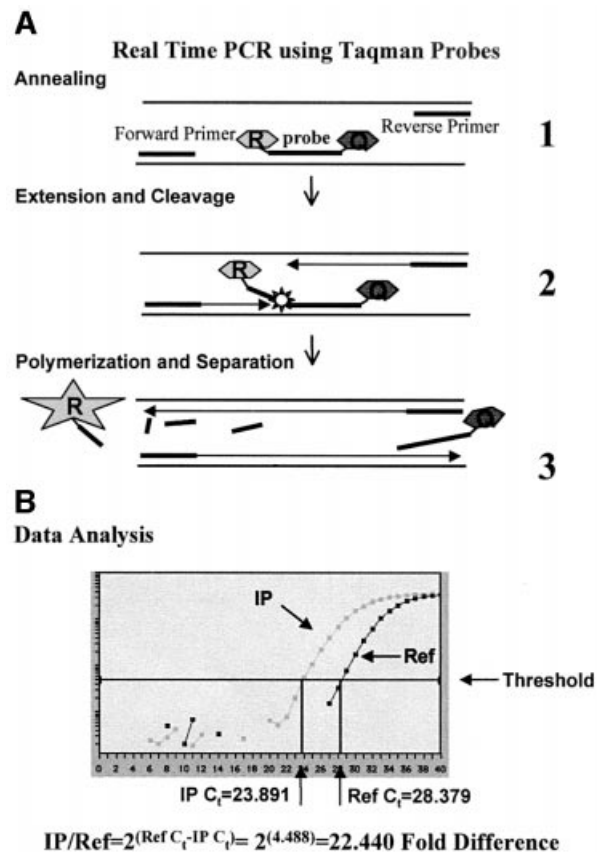 A
Real Time PCR using Taqman Probes
Annealing
Forward Primer
R
probe
Q
Reverse Primer
1
Extension and Cleavage
R
Q
2
Polymerization and Separation
R
Q
3
B
Data Analysis
IP
Ref
Threshold
0 2 4 6 8 10 12 14 16 18 20 22 24 26 28 30 32 34 36 38 40
IP Ct=23.891
Ref Ct=28.379
IP/Ref=2(Ref Ct-IP Ct)= 2(4.488)=22.440 Fold Difference